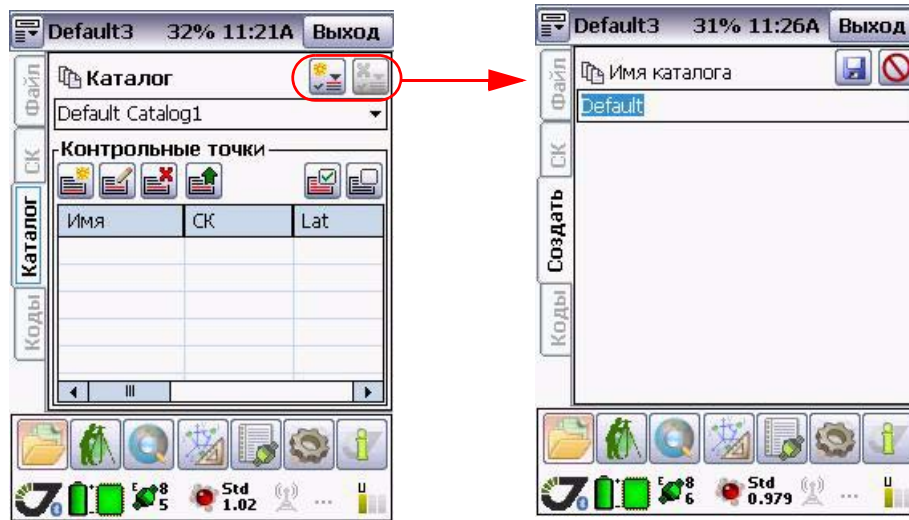 Default3 32% 11:21A Выход
Файл
Каталог
Default Catalog1
СК
Контрольные точки
Имя СК Lat
Каталог
Коды
E 8
5
Std
1.02
...
U
Default3 31% 11:26A Выход
Файл
Имя каталога
Default
СК
Создать
Коды
E 8
6
Std
0.979
...
U